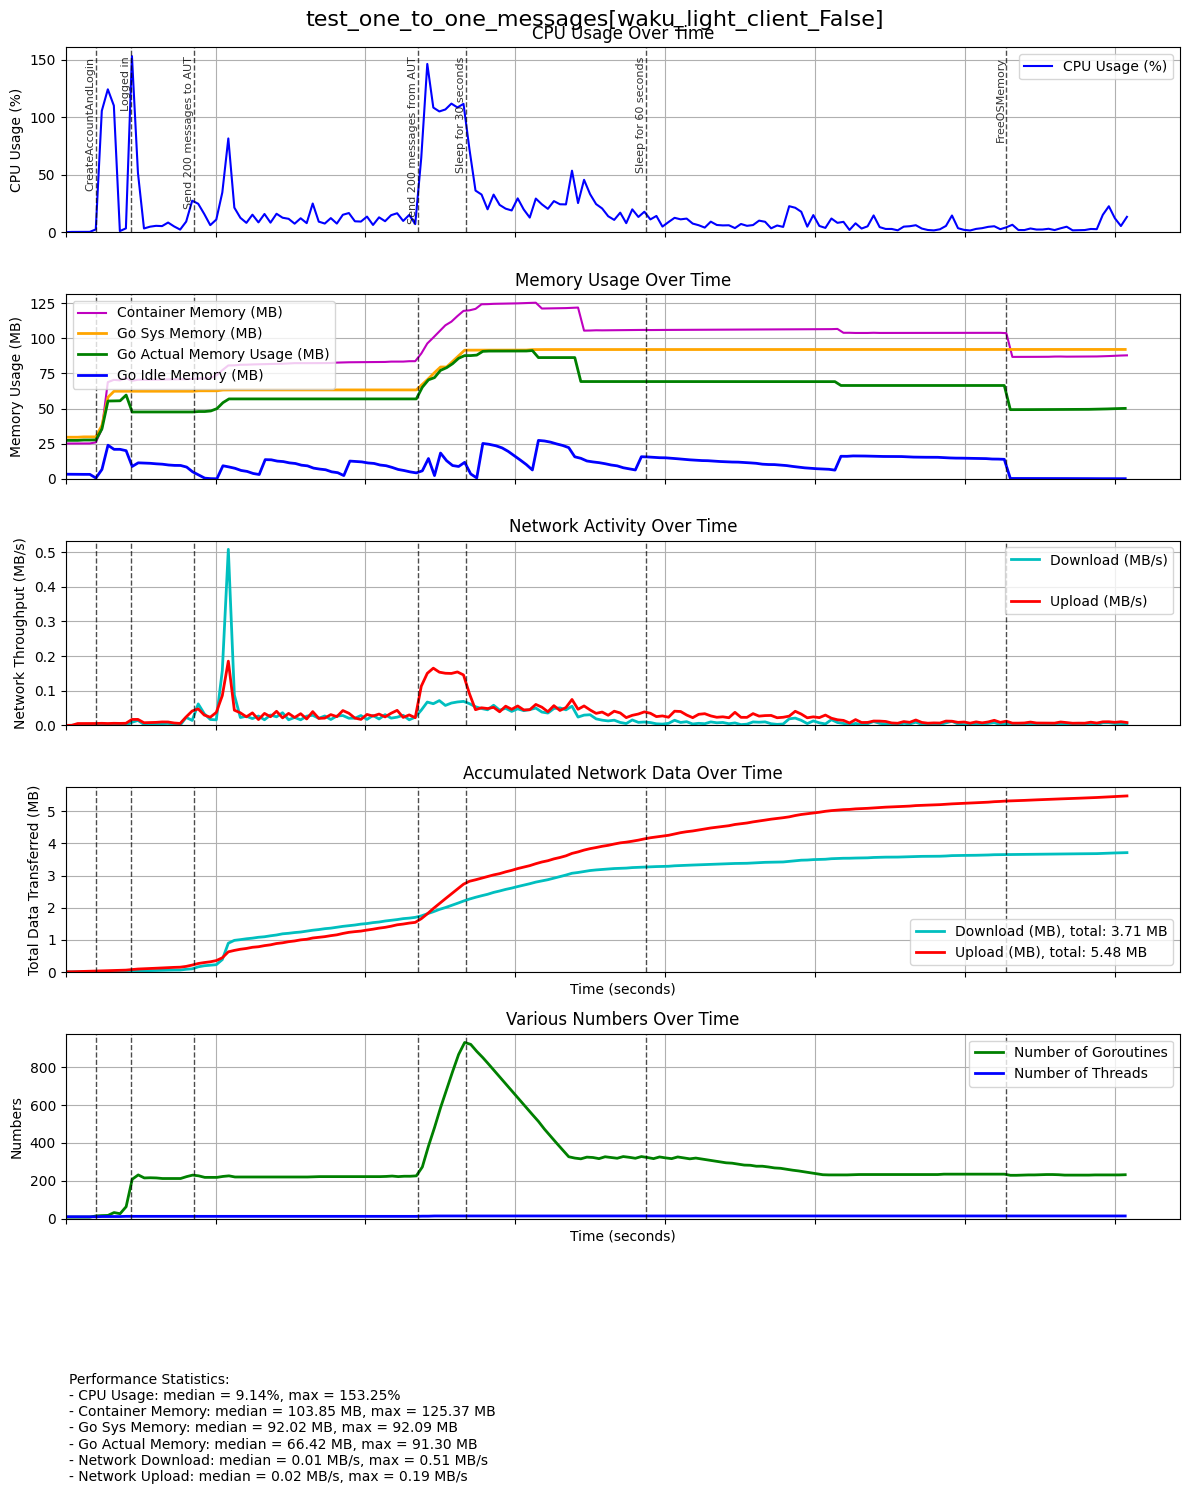 test_one_to_one_messages[waku_light_client_False]
CPU Usage Over Time
CPU Usage (%)
150
100
50
0
CreateAccountAndLogin
Logged in
Send 200 messages to AUT
Send 200 messages from AUT
Sleep for 30 seconds
Sleep for 60 seconds
FreeOSMemory
CPU Usage (%)
Memory Usage Over Time
Memory Usage (MB)
125
100
75
50
25
0
Container Memory (MB)
Go Sys Memory (MB)
Go Actual Memory Usage (MB)
Go Idle Memory (MB)
Network Activity Over Time
Network Throughput (MB/s)
0.5
0.4
0.3
0.2
0.1
0.0
Download (MB/s)
Upload (MB/s)
Accumulated Network Data Over Time
Total Data Transferred (MB)
5
4
3
2
1
0
Download (MB), total: 3.71 MB
Upload (MB), total: 5.48 MB
Time (seconds)
Various Numbers Over Time
Numbers
800
600
400
200
0
Number of Goroutines
Number of Threads
Time (seconds)
Performance Statistics:
- CPU Usage: median = 9.14%, max = 153.25%
- Container Memory: median = 103.85 MB, max = 125.37 MB
- Go Sys Memory: median = 92.02 MB, max = 92.09 MB
- Go Actual Memory: median = 66.42 MB, max = 91.30 MB
- Network Download: median = 0.01 MB/s, max = 0.51 MB/s
- Network Upload: median = 0.02 MB/s, max = 0.19 MB/s